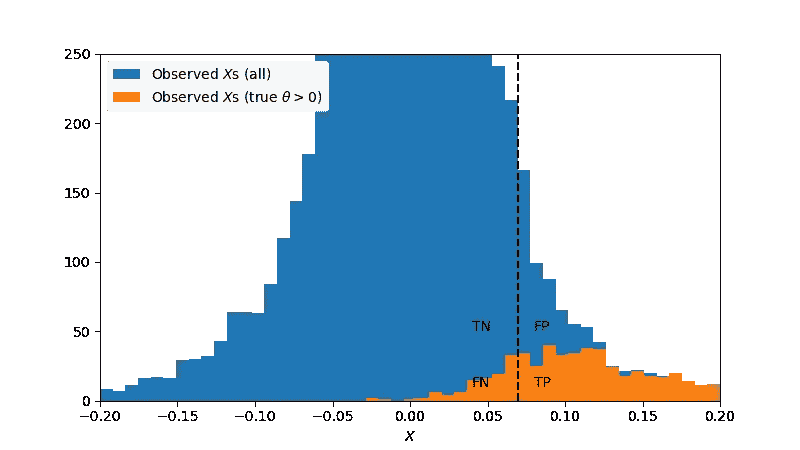 250
200
150
100
50
0
Observed Xs (all)
Observed Xs (true θ > 0)
TN
FP
FN
TP
−0.20
−0.15
−0.10
−0.05
0.00
0.05
0.10
0.15
0.20
X